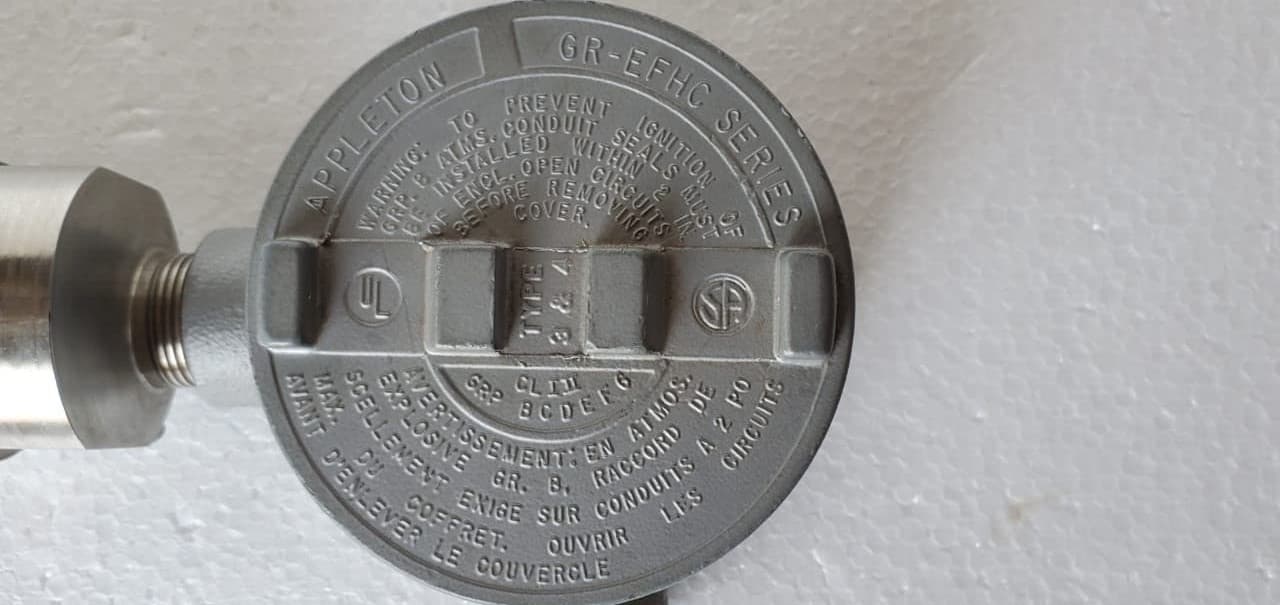 APPLETON
GR-EFHC SERIES
WARNING: TO PREVENT IGNITION OF
GRP. B ATMS. CONDUIT SEALS MUST
BE INSTALLED WITHIN 2 IN
OF ENCL. OPEN CIRCUITS
BEFORE REMOVING
COVER.
UL
TYPE
3 & 4
SA
CL I II
GRP BCDEFG
AVERTISSEMENT: EN ATMOS.
EXPLOSIVE GR. B, RACCORD DE
SCELLEMENT EXIGE SUR CONDUITS A 2 PO
MAX. DU COFFRET. OUVRIR LES CIRCUITS
AVANT D'ENLEVER LE COUVERCLE